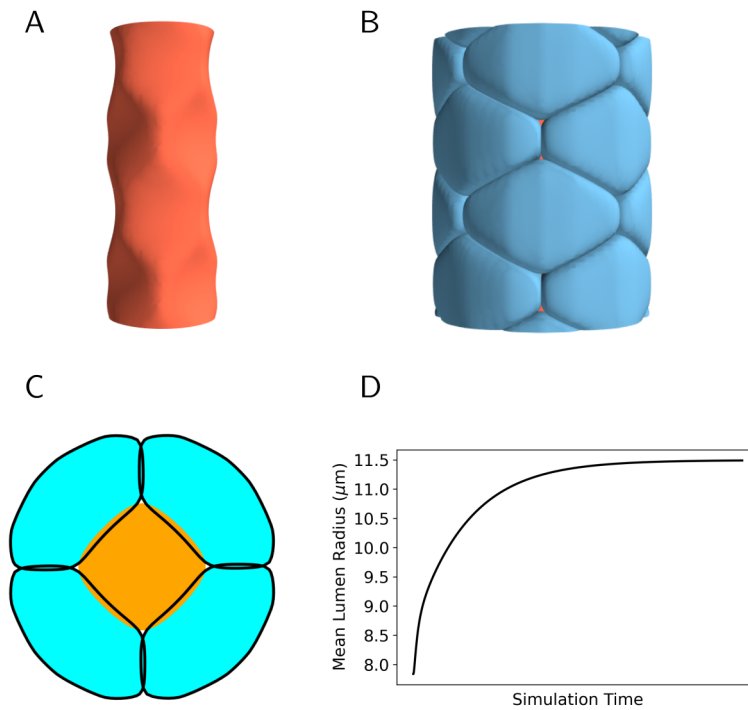 A
B
C
D
11.5
11.0
10.5
10.0
9.5
9.0
8.5
8.0
Mean Lumen Radius (μm)
Simulation Time